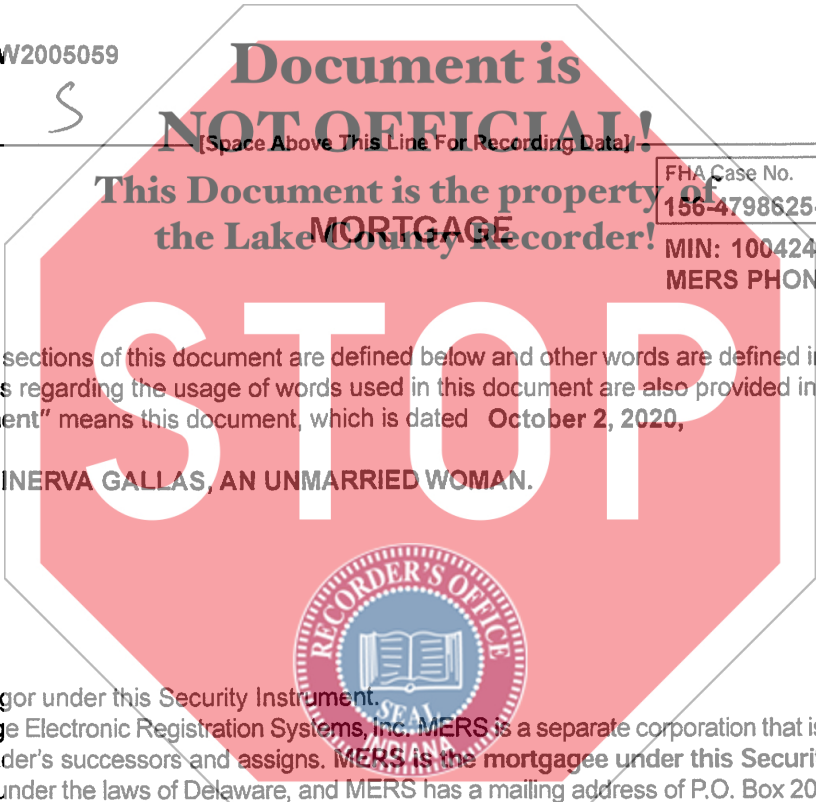 W2005059
S
Document is
NOT OFFICIAL!
[Space Above This Line For Recording Data]
This Document is the property of
the Lake County Recorder!
FHA Case No.
156-4798625-
MORTGAGE
MIN: 100424
MERS PHON
STOP
sections of this document are defined below and other words are defined i
s regarding the usage of words used in this document are also provided in
ent" means this document, which is dated October 2, 2020,
INERVA GALLAS, AN UNMARRIED WOMAN.
RECORDER'S OFFICE
SEAL
INDIANA
gor under this Security Instrument.
ge Electronic Registration Systems, Inc. MERS is a separate corporation that is
der's successors and assigns. MERS is the mortgagee under this Securi
under the laws of Delaware, and MERS has a mailing address of P.O. Box 20